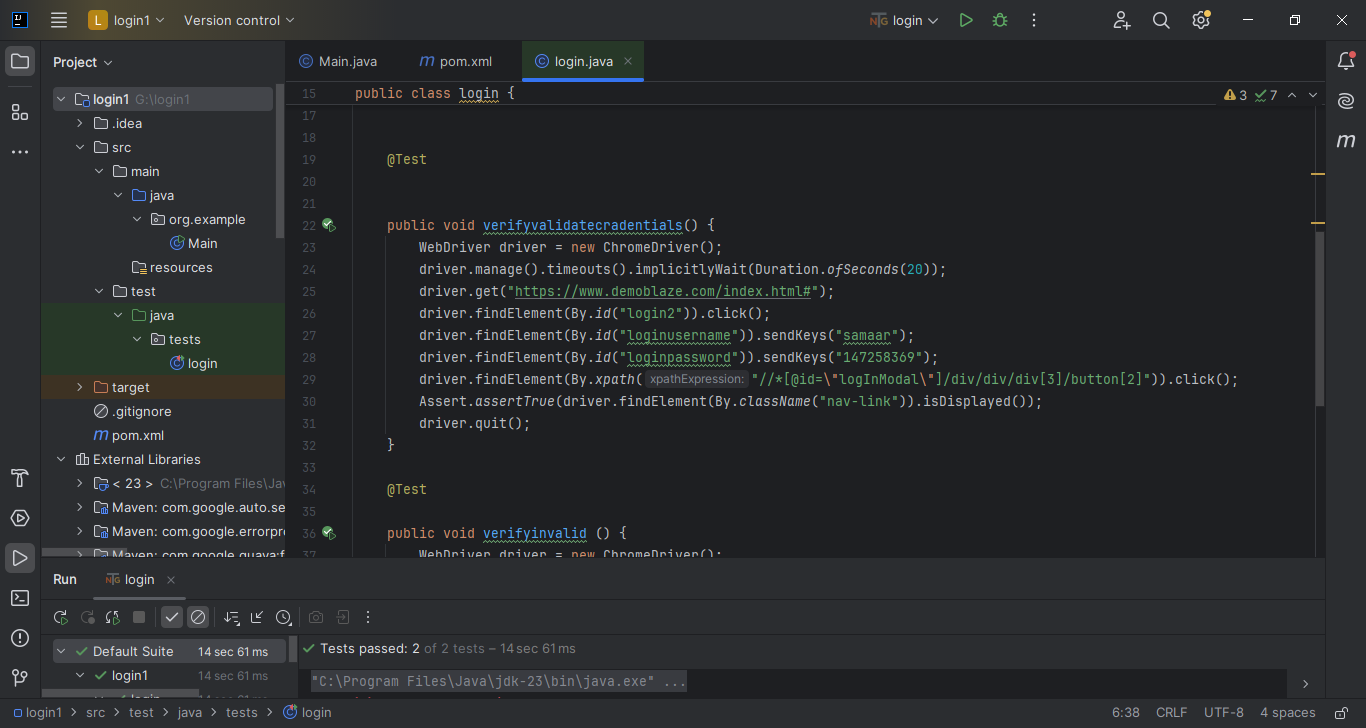 L login1 Version control login
Project
Main.java pom.xml login.java
login1 G:\login1
.idea
src
main
java
org.example
Main
resources
test
java
tests
login
target
.gitignore
pom.xml
External Libraries
< 23 > C:\Program Files\Jav
Maven: com.google.auto.se
Maven: com.google.errorpro
Maven: com.google.guava:f
15 public class login { 3 7
17
18
19 @Test
20
21
22 public void verifyvalidatecradentials() {
23 WebDriver driver = new ChromeDriver();
24 driver.manage().timeouts().implicitlyWait(Duration.ofSeconds(20));
25 driver.get("https://www.demoblaze.com/index.html#");
26 driver.findElement(By.id("login2")).click();
27 driver.findElement(By.id("loginusername")).sendKeys("samaar");
28 driver.findElement(By.id("loginpassword")).sendKeys("147258369");
29 driver.findElement(By.xpath( xpathExpression: "//*[@id=\"logInModal\"]/div/div/div[3]/button[2]")).click();
30 Assert.assertTrue(driver.findElement(By.className("nav-link")).isDisplayed());
31 driver.quit();
32 }
33
34 @Test
35
36 public void verifyinvalid () {
37 WebDriver driver = new ChromeDriver();
Run login
Default Suite 14 sec 61 ms
login1 14 sec 61 ms
login 14 sec 61 ms
Tests passed: 2 of 2 tests – 14 sec 61 ms
"C:\Program Files\Java\jdk-23\bin\java.exe" ...
login1 > src > test > java > tests > login 6:38 CRLF UTF-8 4 spaces